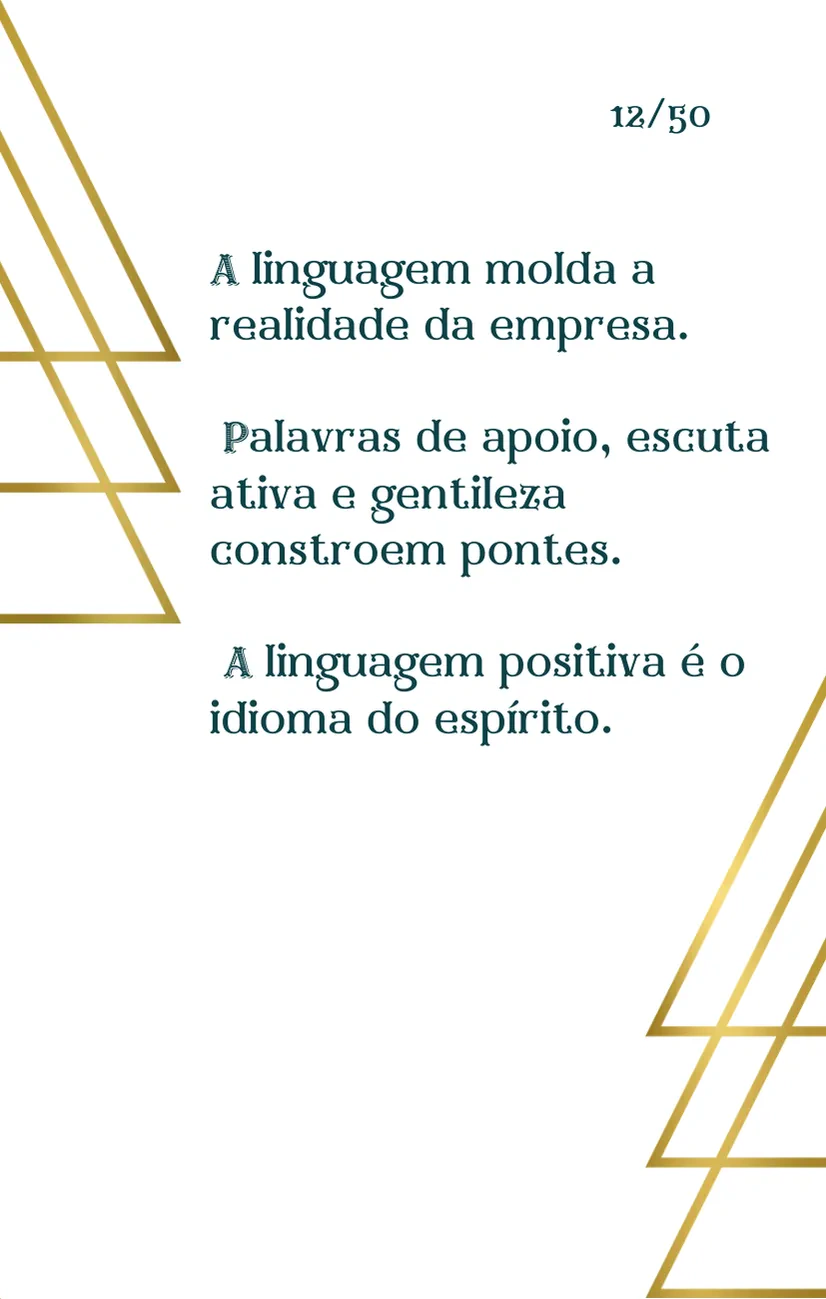 12/50
A linguagem molda a
realidade da empresa.
Palavras de apoio, escuta
ativa e gentileza
constroem pontes.
A linguagem positiva é o
idioma do espírito.